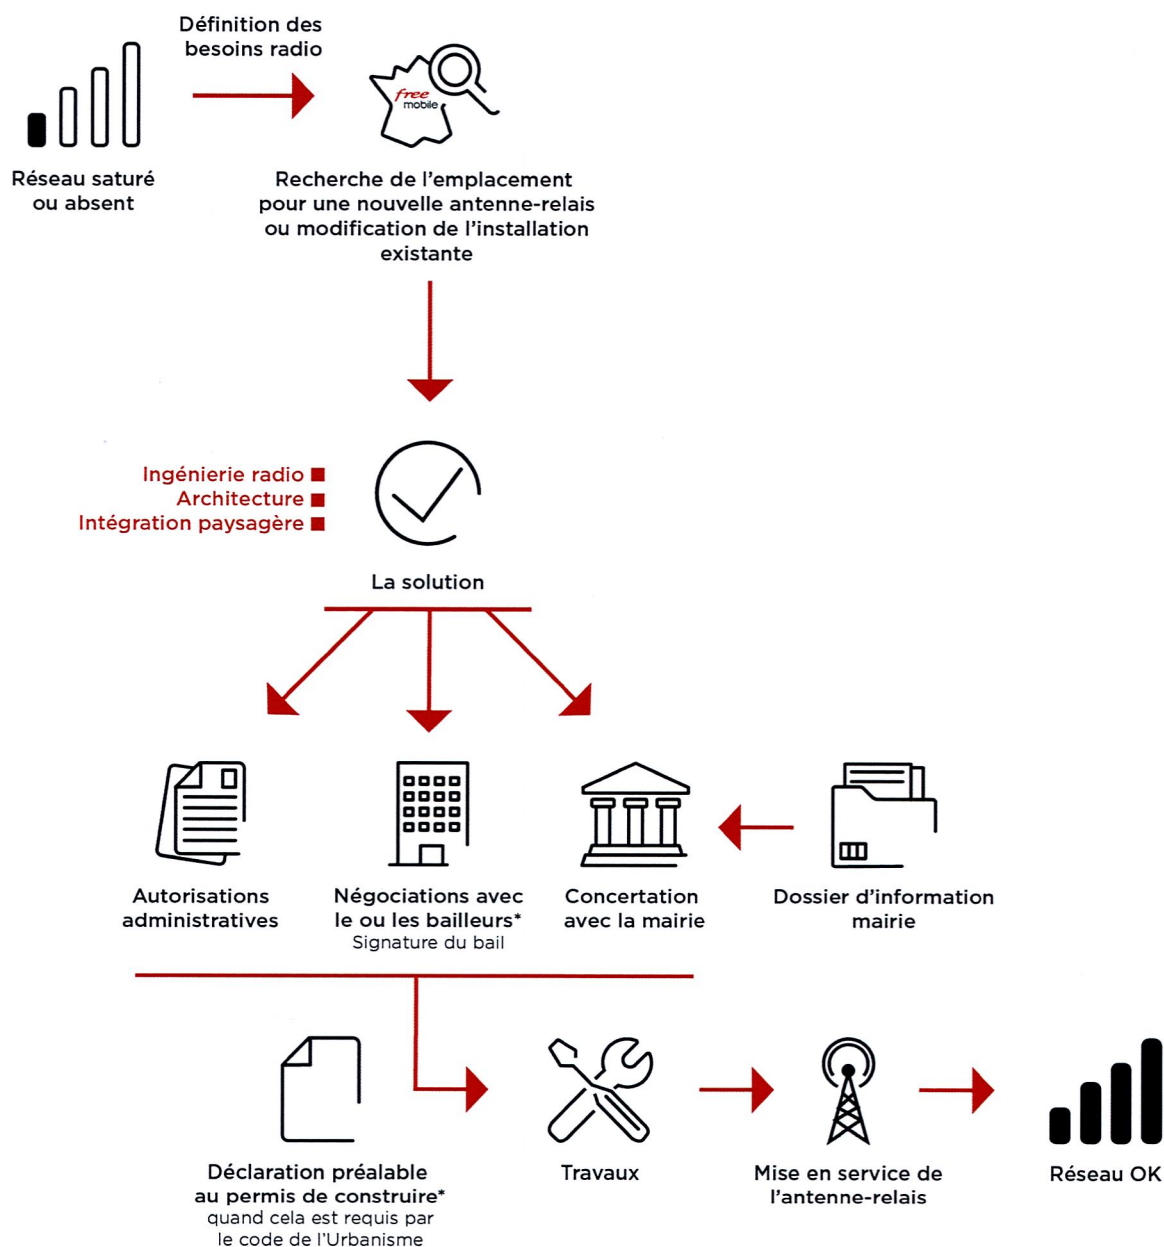 Définition des
besoins radio
free
mobile
Réseau saturé
ou absent
Recherche de l'emplacement
pour une nouvelle antenne-relais
ou modification de l'installation
existante
Ingénierie radio
Architecture
Intégration paysagère
La solution
Autorisations
administratives
Négociations avec
le ou les bailleurs*
Signature du bail
Concertation
avec la mairie
Dossier d'information
mairie
Déclaration préalable
au permis de construire*
quand cela est requis par
le code de l'Urbanisme
Travaux
Mise en service de
l'antenne-relais
Réseau OK